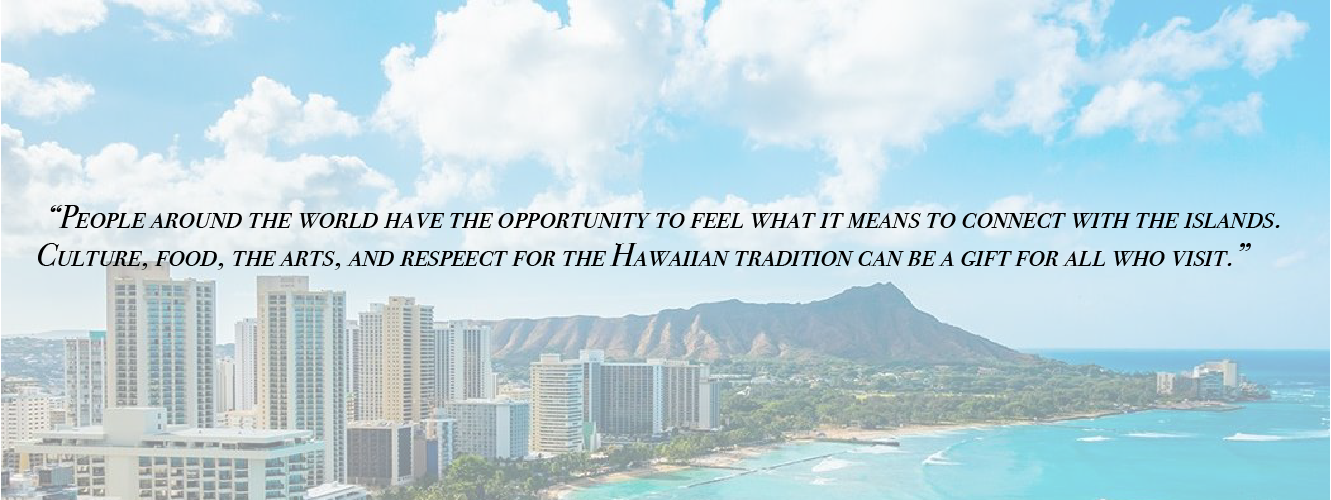 “People around the world have the opportunity to feel what it means to connect with the islands.
Culture, food, the arts, and respeect for the Hawaiian tradition can be a gift for all who visit.”